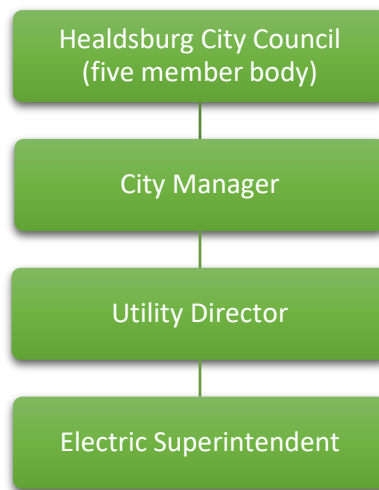 Healdsburg City Council
(five member body)
City Manager
Utility Director
Electric Superintendent